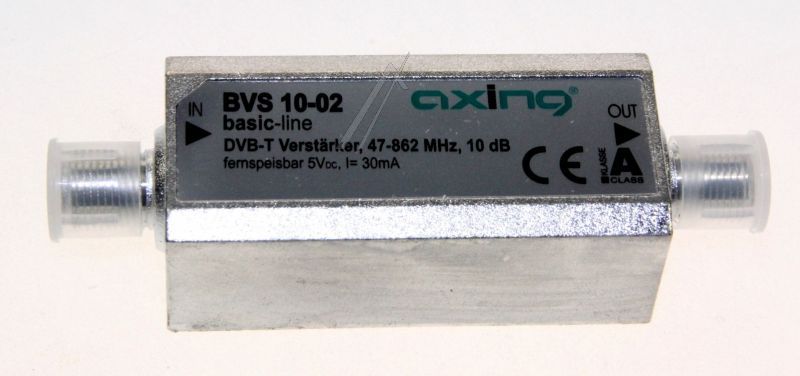 IN
BVS 10-02
axing®
OUT
basic-line
DVB-T Verstärker, 47-862 MHz, 10 dB
fernspeisbar 5VDC, I= 30mA
CE
KLASSE
A
CLASS